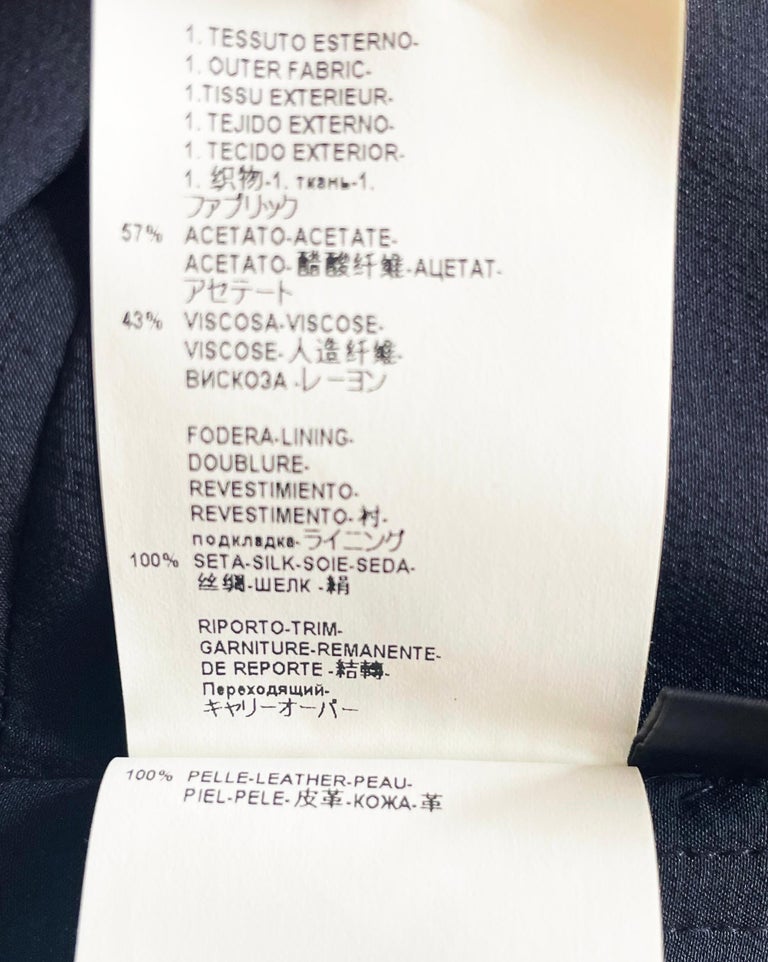 1. TESSUTO ESTERNO-
1. OUTER FABRIC-
1.TISSU EXTERIEUR-
1. TEJIDO EXTERNO-
1. TECIDO EXTERIOR-
1. 织物-1. ткань-1.
ファブリック
57% ACETATO-ACETATE-
ACETATO-醋酸纤维-АЦЕТАТ-
アセテート
43% VISCOSA-VISCOSE-
VISCOSE-人造纤维-
ВИСКОЗА -レーヨン
FODERA-LINING-
DOUBLURE-
REVESTIMIENTO-
REVESTIMENTO-衬-
подкладка-ライニング
100% SETA-SILK-SOIE-SEDA-
丝绸-ШЕЛК -絹
RIPORTO-TRIM-
GARNITURE-REMANENTE-
DE REPORTE -結轉-
Переходящий-
キャリーオーバー
100% PELLE-LEATHER-PEAU-
PIEL-PELE-皮革-КОЖА-革